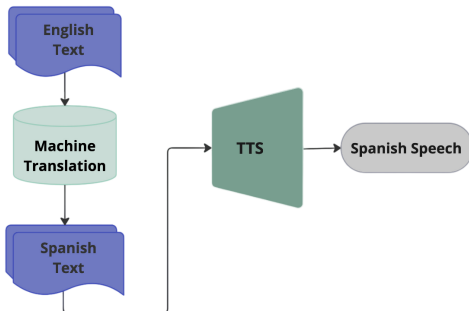 English
Text
Machine
Translation
Spanish
Text
TTS
Spanish Speech